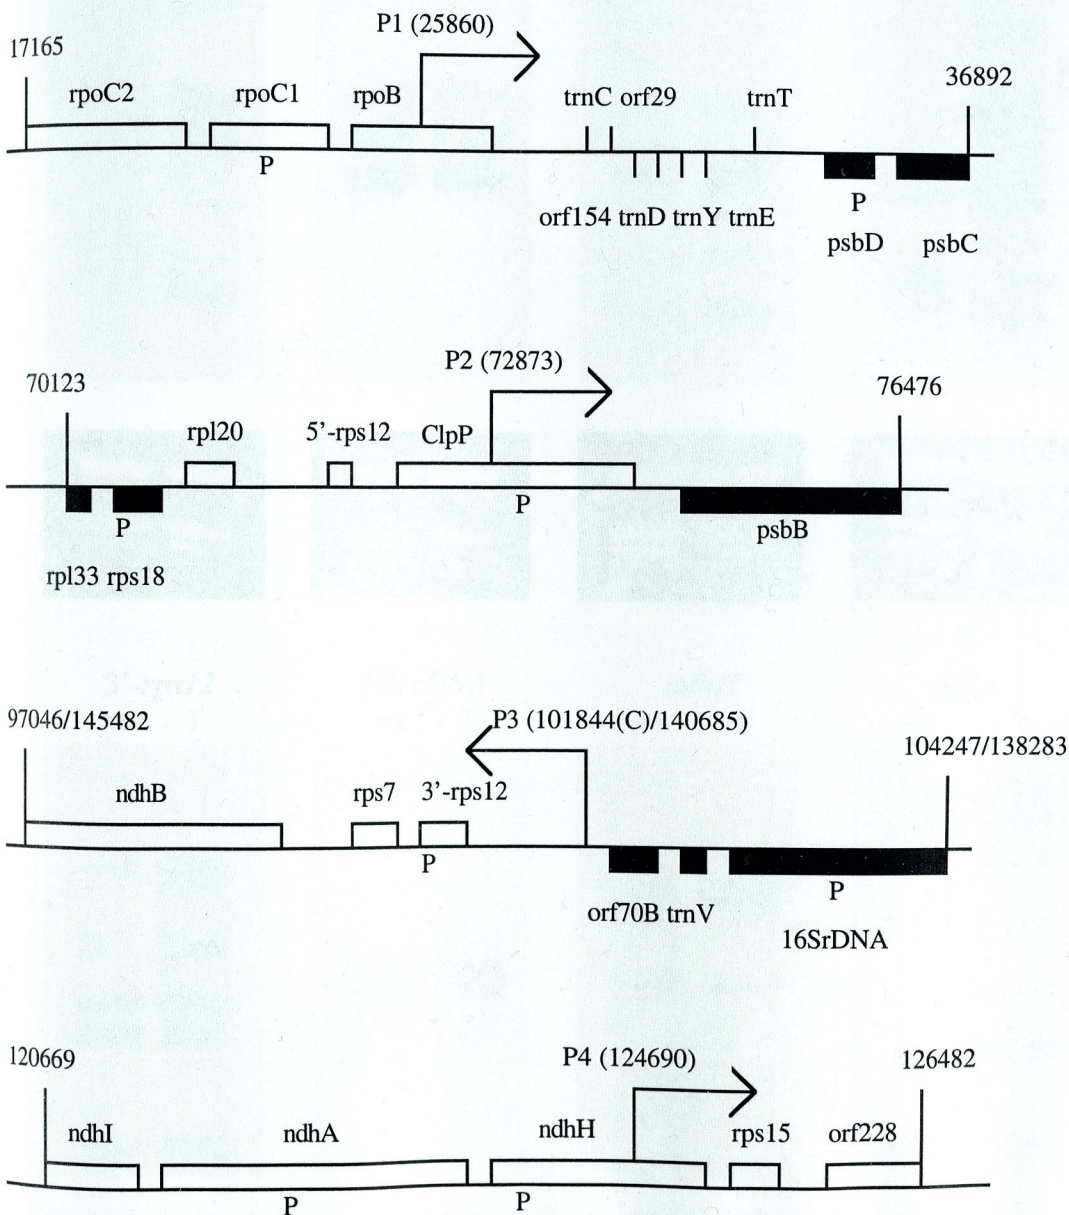 P1 (25860)
17165
36892
rpoC2 rpoC1 rpoB trnC orf29 trnT
P
P
orf154 trnD trnY trnE
psbD psbC
P2 (72873)
70123
76476
rpl20 5’-rps12 ClpP
P P
psbB
rpl33 rps18
3’-rps12
97046/145482
P3 (101844(C)/140685)
104247/138283
ndhB rps7 3’-rps12
P
P
orf70B trnV
16SrDNA
120669
P4 (124690)
126482
ndhI ndhA ndhH rps15 orf228
P P